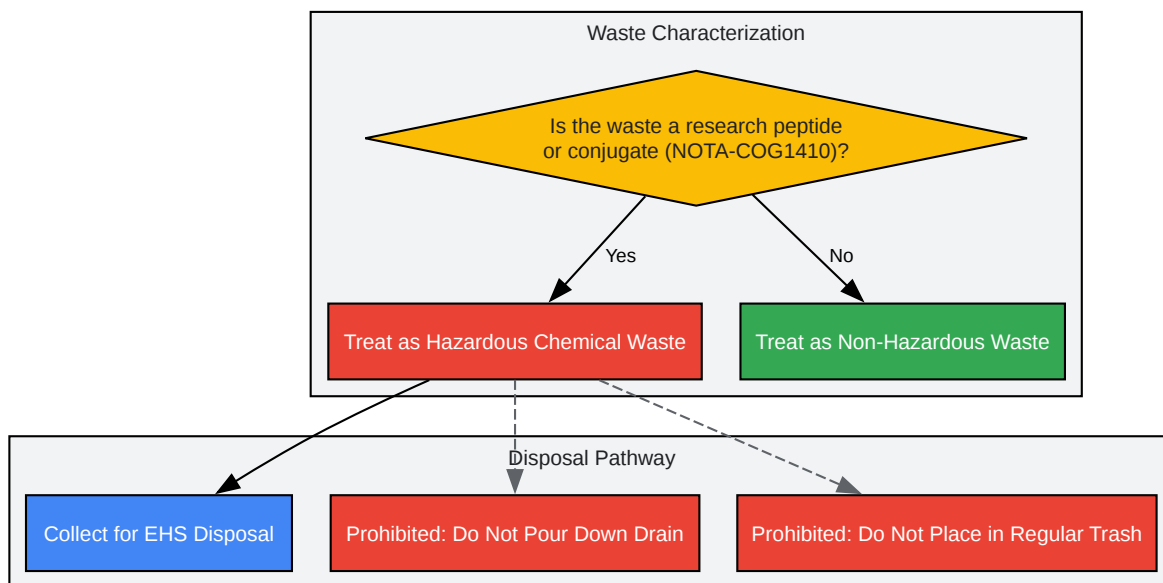 Waste Characterization
Is the waste a research peptide
or conjugate (NOTA-COG1410)?
Yes
No
Treat as Hazardous Chemical Waste
Treat as Non-Hazardous Waste
Disposal Pathway
Collect for EHS Disposal
Prohibited: Do Not Pour Down Drain
Prohibited: Do Not Place in Regular Trash